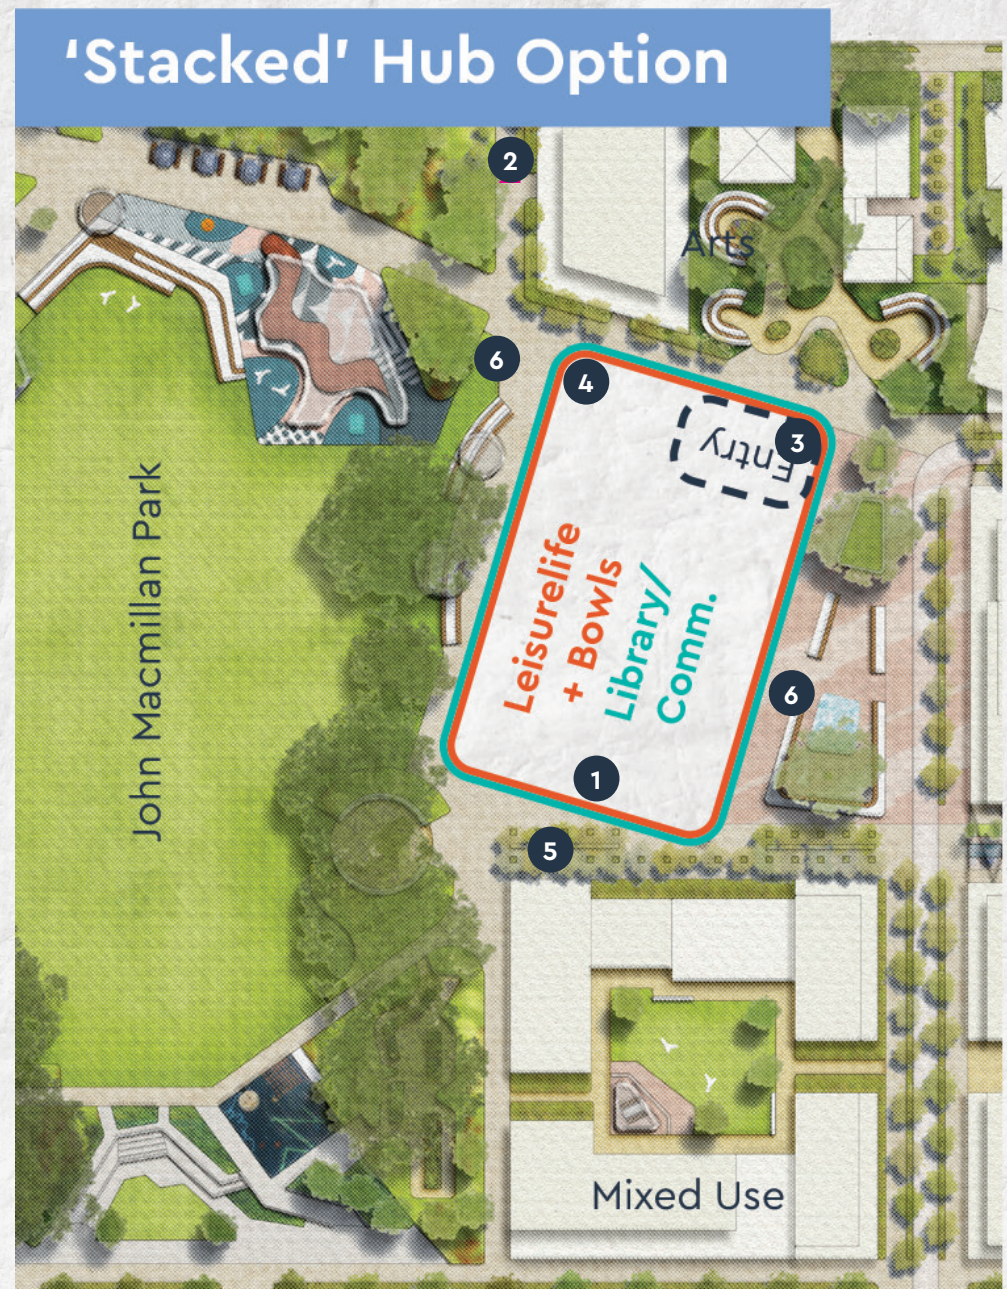 ‘Stacked’ Hub Option
2
Arts
6
4
3
Entry
John Macmillan Park
Leisurelife
+ Bowls
Library/
Comm.
6
1
5
Mixed Use